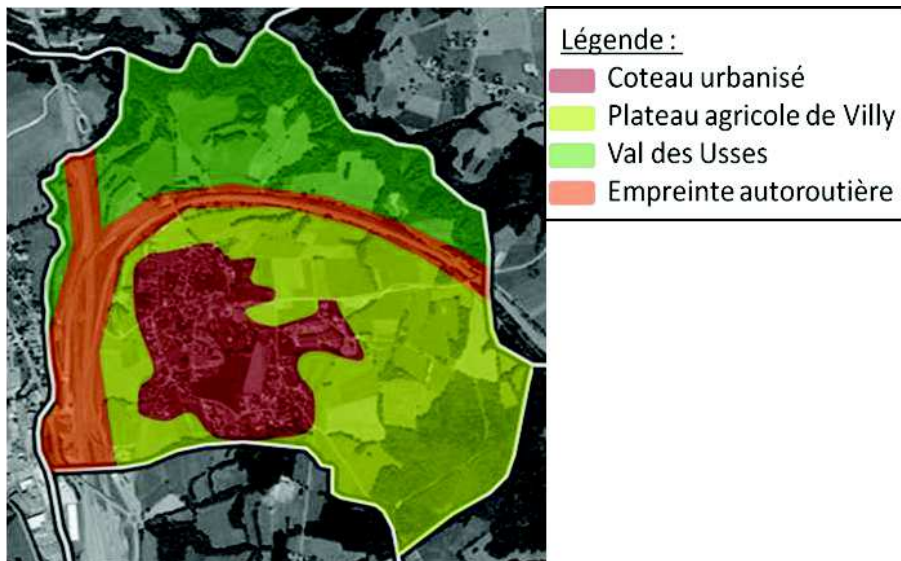 Légende :
Coteau urbanisé
Plateau agricole de Villy
Val des Usses
Empreinte autoroutière